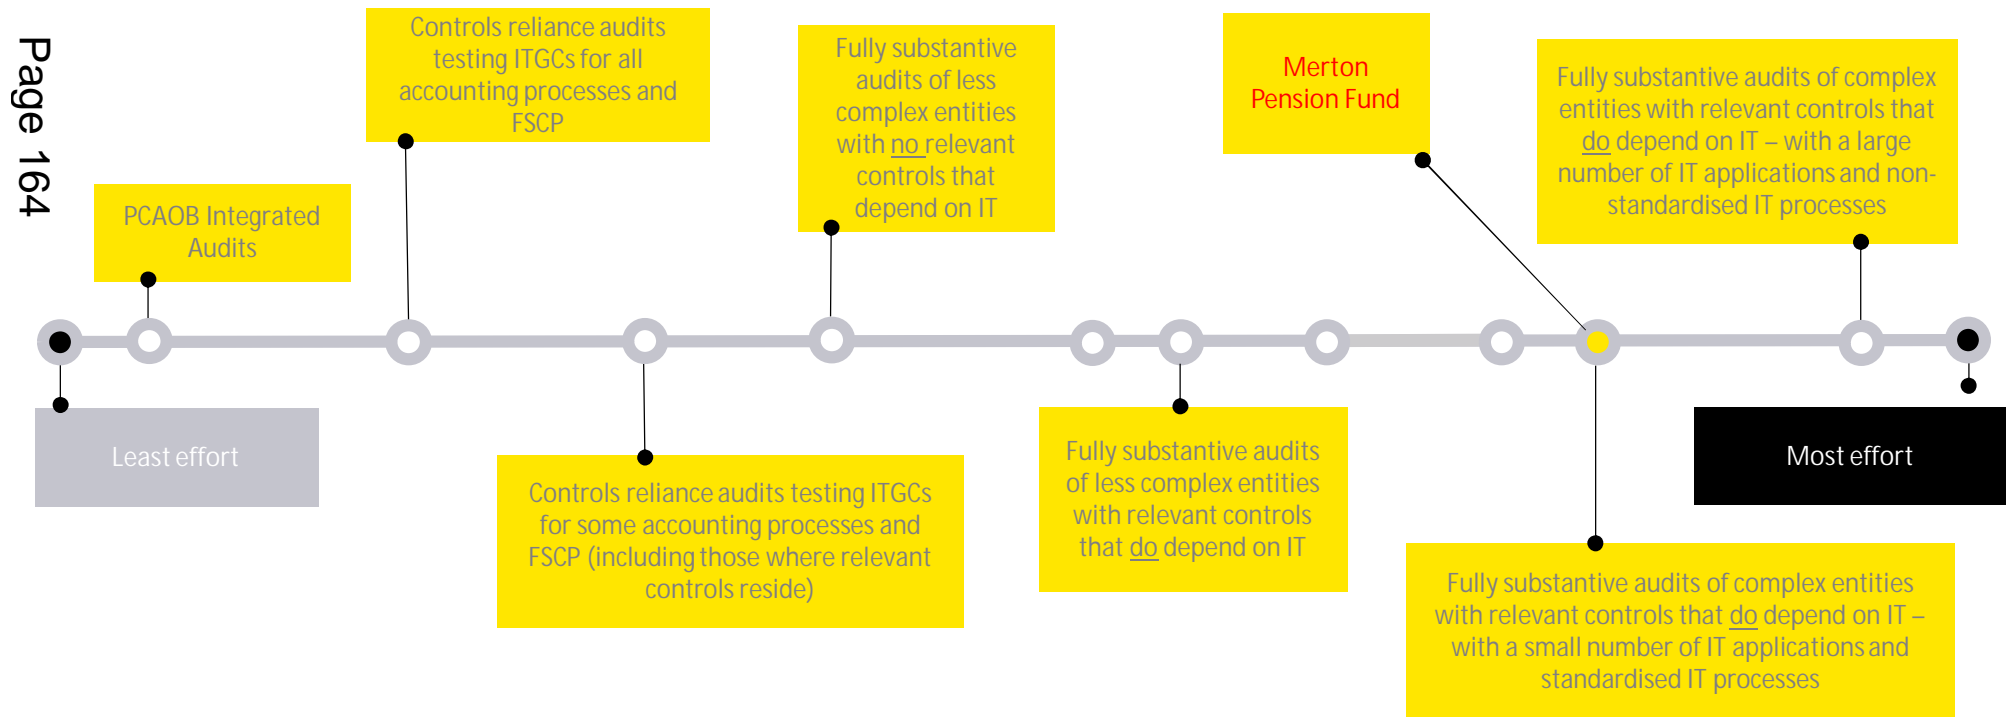 Page 164
Controls reliance audits
testing ITGCs for all
accounting processes and
FSCP
Fully substantive
audits of less
complex entities
with no relevant
controls that
depend on IT
Merton
Pension Fund
Fully substantive audits of complex
entities with relevant controls that
do depend on IT – with a large
number of IT applications and non-
standardised IT processes
PCAOB Integrated
Audits
Least effort
Controls reliance audits testing ITGCs
for some accounting processes and
FSCP (including those where relevant
controls reside)
Fully substantive audits
of less complex entities
with relevant controls
that do depend on IT
Most effort
Fully substantive audits of complex entities
with relevant controls that do depend on IT –
with a small number of IT applications and
standardised IT processes